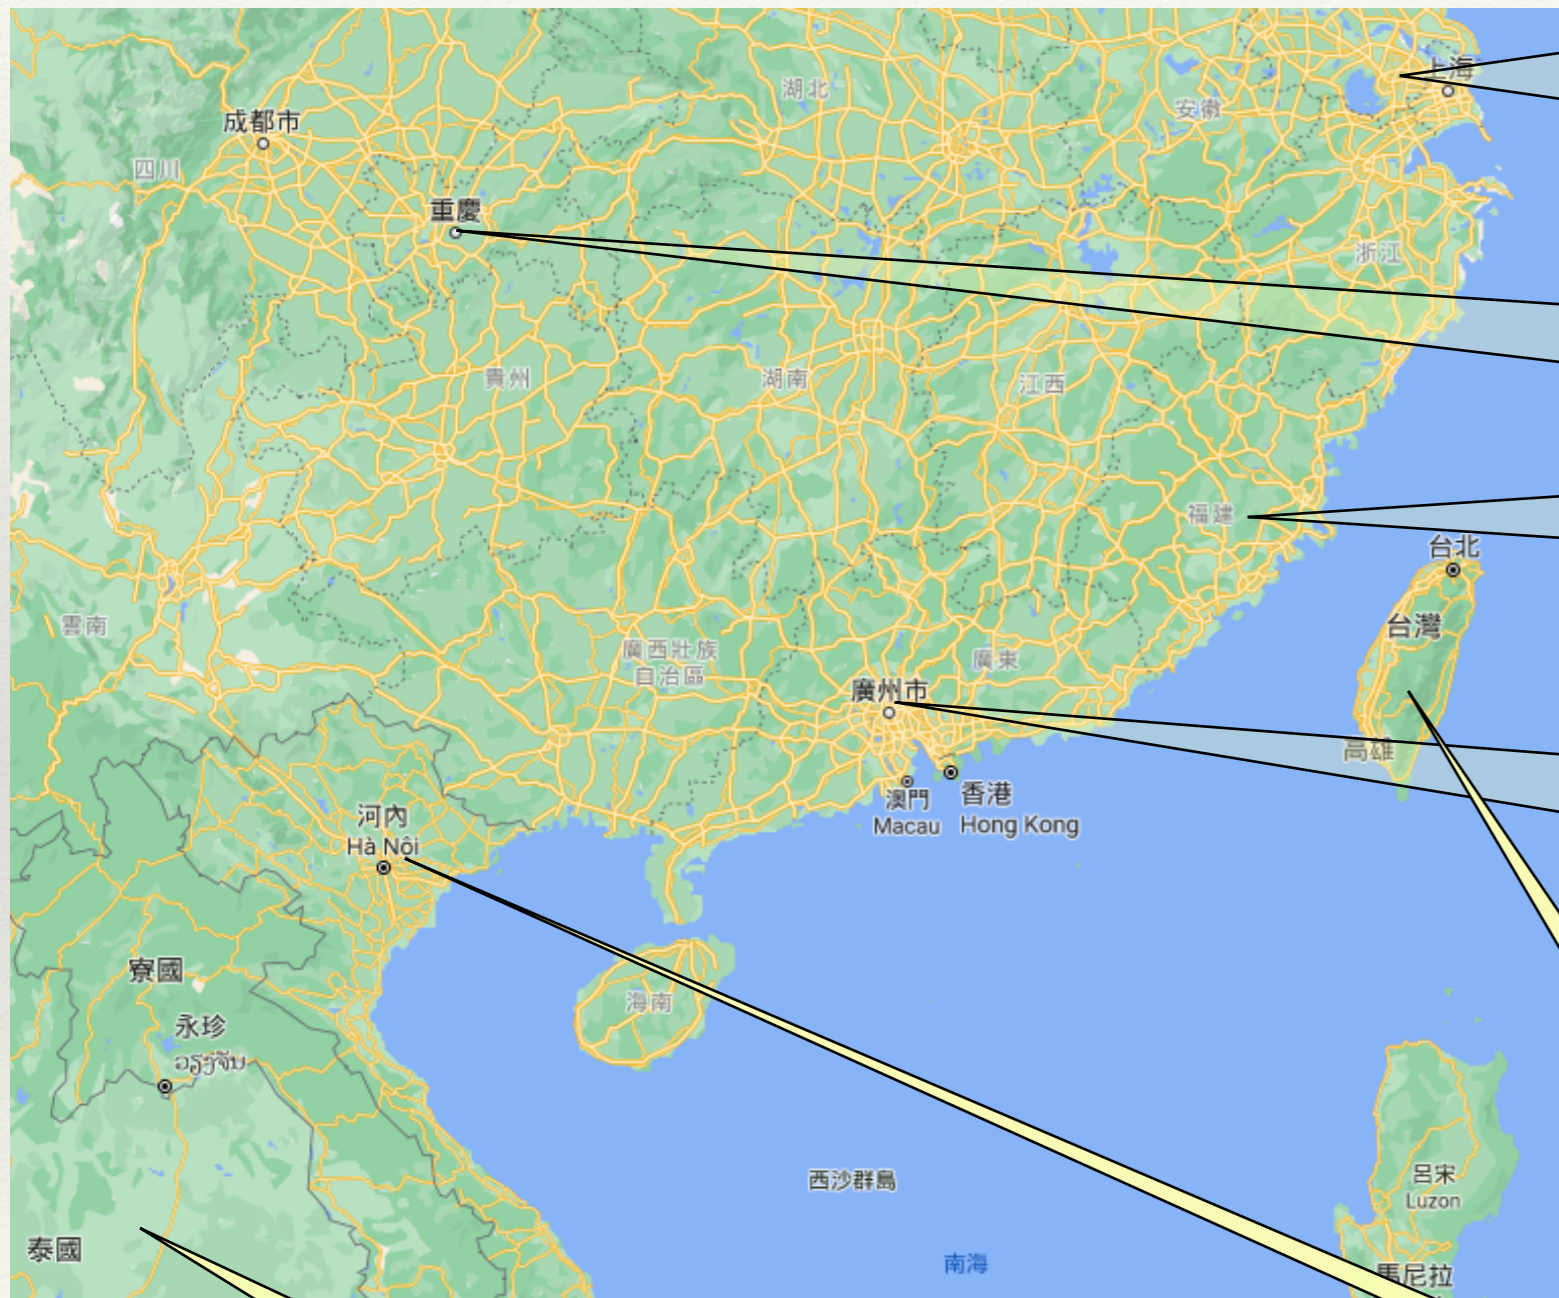 上海
湖北
安徽
成都市
四川
重慶
浙江
貴州
湖南
江西
福建
台北
台灣
雲南
廣西壯族
自治區
廣東
廣州市
高雄
澳門
Macau
香港
Hong Kong
河內
Hà Nội
寮國
海南
永珍
ວຽງຈັນ
西沙群島
呂宋
Luzon
泰國
南海
馬尼拉